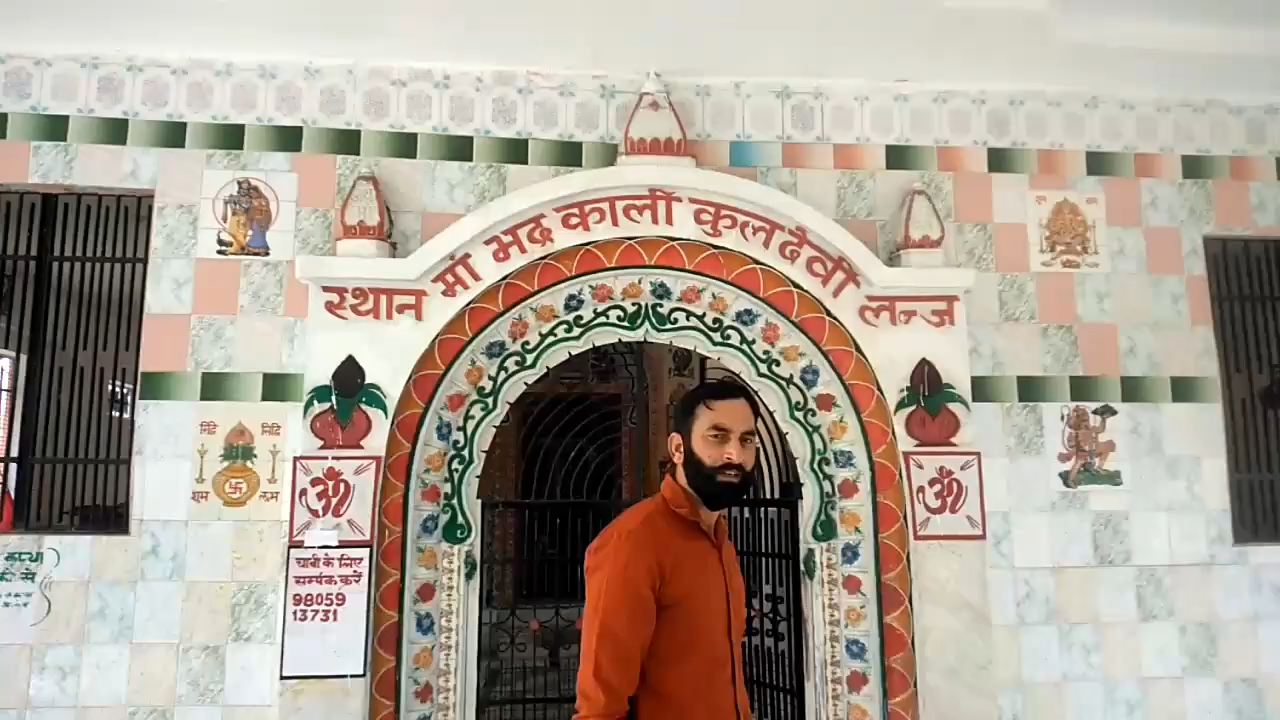 स्थान मां भद्र काली कुलदेवी लन्ज
रिद्धि सिद्धि
शुभ लाभ
ॐ
ॐ
चाबी के लिए
सम्पर्क करें
98059
13731